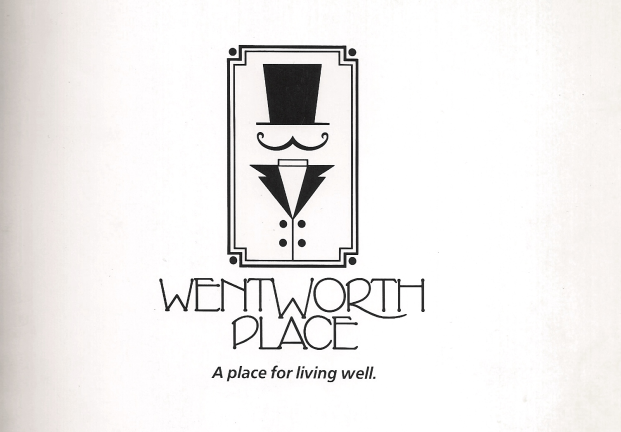 WENTWORTH
PLACE
A place for living well.